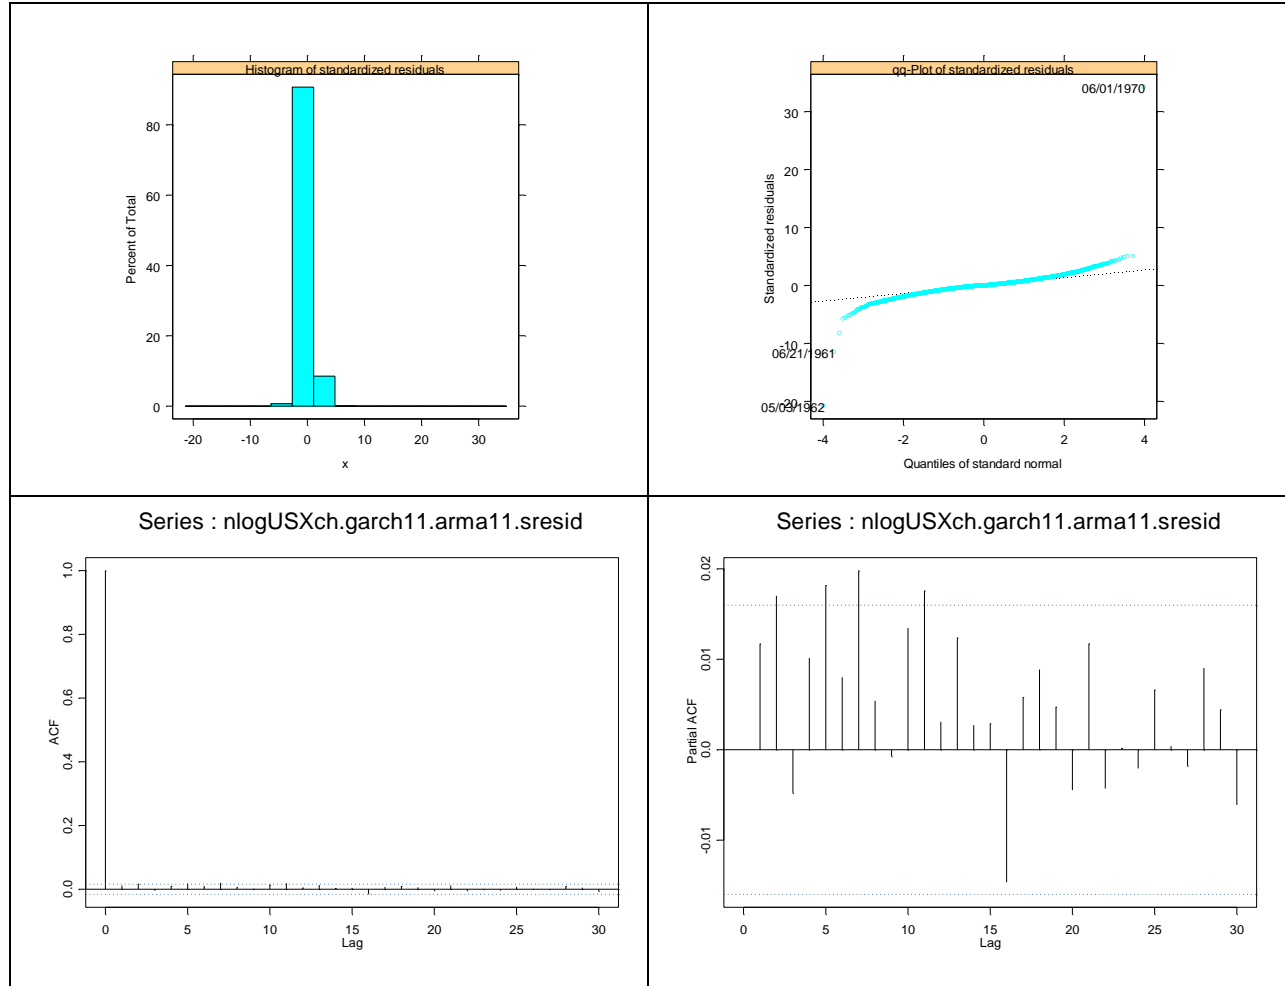 Histogram of standardized residuals
80
60
40
20
0
Percent of Total
-20 -10 0 10 20 30
x
qq-Plot of standardized residuals
06/01/1970
30
20
10
0
-10
-20
06/21/1961
05/03/1962
Standardized residuals
-4 -2 0 2 4
Quantiles of standard normal
Series : nlogUSXch.garch11.arma11.sresid
1.0
0.8
0.6
0.4
0.2
0.0
ACF
0 5 10 15 20 25 30
Lag
Series : nlogUSXch.garch11.arma11.sresid
0.02
0.01
0.0
-0.01
Partial ACF
0 5 10 15 20 25 30
Lag